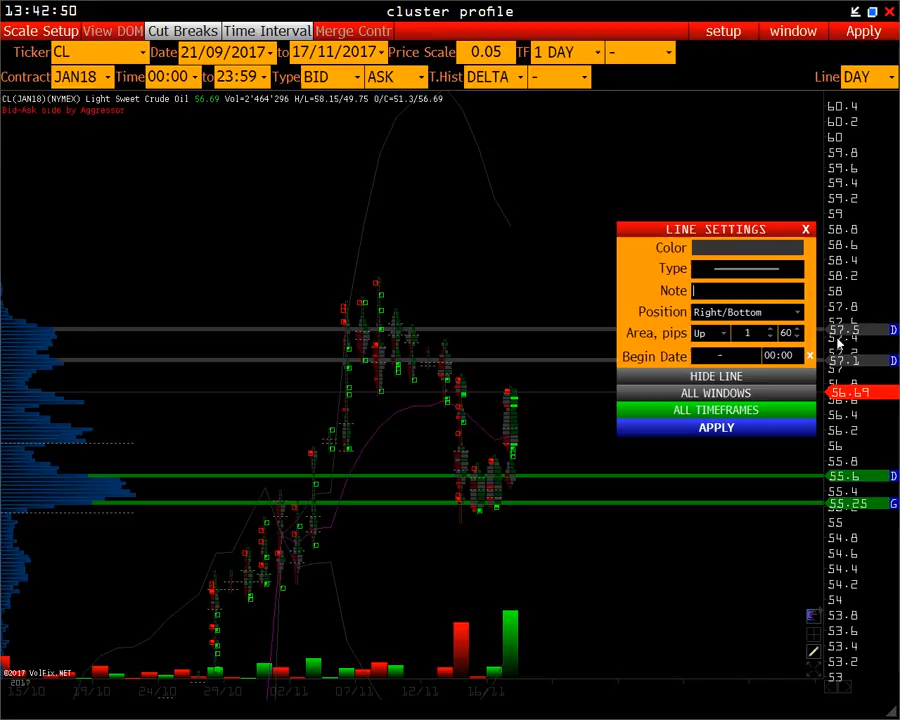 13:42:50 cluster profile
Scale Setup View DOM Cut Breaks Time Interval Merge Contr setup window Apply
Ticker CL Date 21/09/2017 to 17/11/2017 Price Scale 0.05 TF 1 DAY -
Contract JAN18 Time 00:00 to 23:59 Type BID ASK T.Hist DELTA - Line DAY
CL(JAN18)(NYMEX) Light Sweet Crude Oil 56.69 Vol=2'464'296 H/L=58.15/49.75 O/C=51.3/56.69
Bid-Ask side by Aggressor
60.4
60.2
60
59.8
59.6
59.4
59.2
59
58.8
58.6
58.4
58.2
58
57.8
57.5 D
57.1 D
57
56.69
56.4
56.2
56
55.8
55.6 D
55.4
55.25 G
55
54.8
54.6
54.4
54.2
54
53.8
53.6
53.4
53.2
53
LINE SETTINGS X
Color
Type
Note
Position Right/Bottom
Area, pips Up 1 60
Begin Date - 00:00 x
HIDE LINE
ALL WINDOWS
ALL TIMEFRAMES
APPLY
©2017 VolFix.NET
2017
15/10 19/10 24/10 29/10 02/11 07/11 12/11 16/11